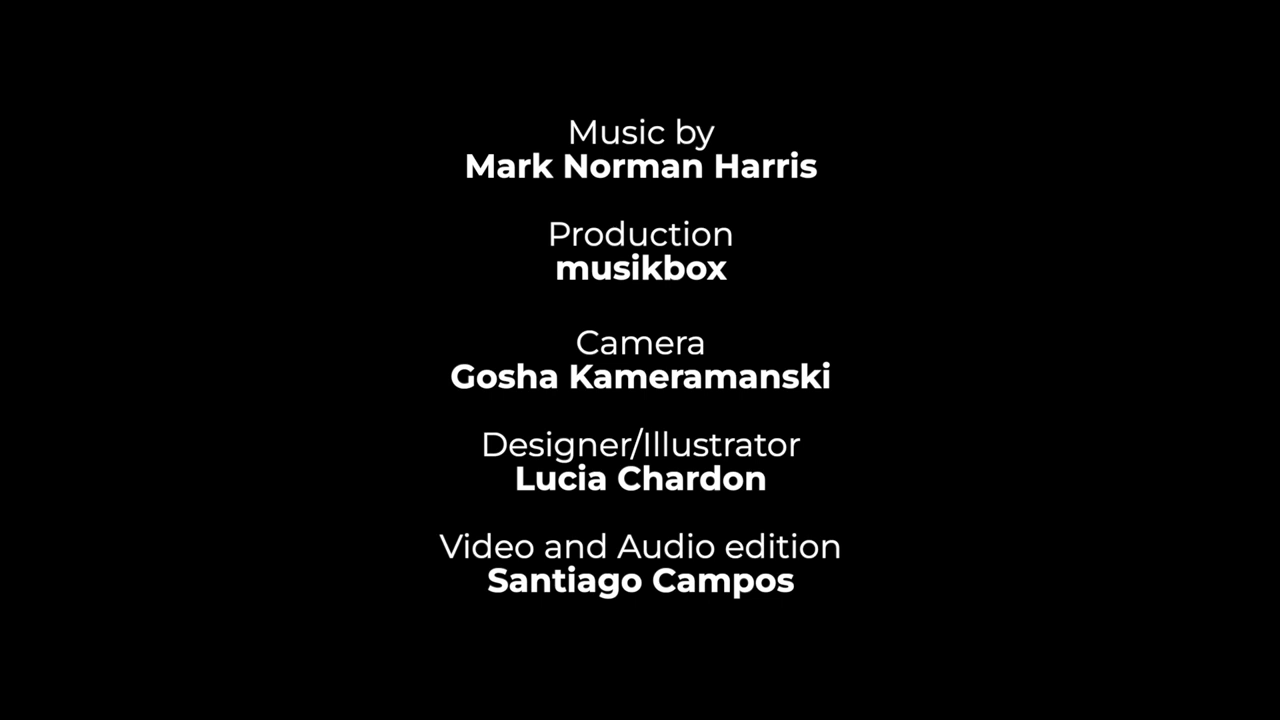 Music by
Mark Norman Harris
Production
musikbox
Camera
Gosha Kameramanski
Designer/Illustrator
Lucia Chardon
Video and Audio edition
Santiago Campos